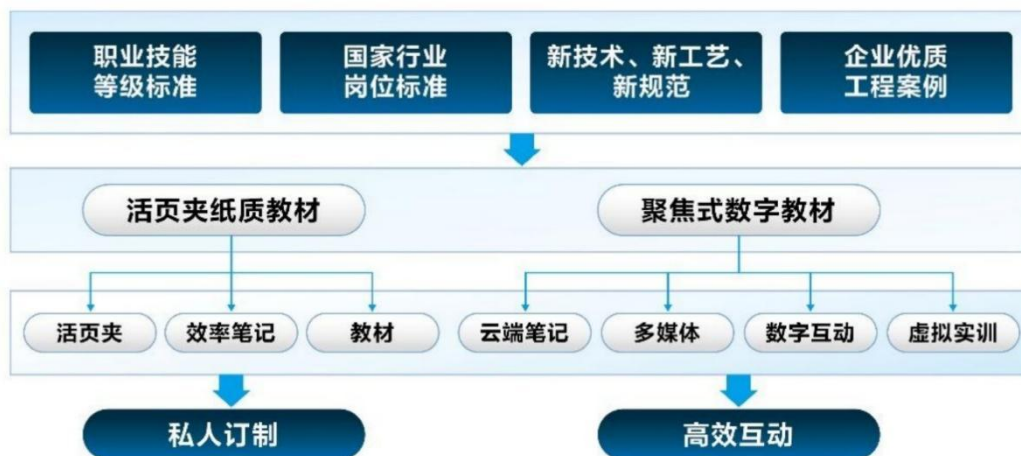 职业技能
等级标准
国家行业
岗位标准
新技术、新工艺、
新规范
企业优质
工程案例
活页夹纸质教材
聚焦式数字教材
活页夹
效率笔记
教材
云端笔记
多媒体
数字互动
虚拟实训
私人订制
高效互动